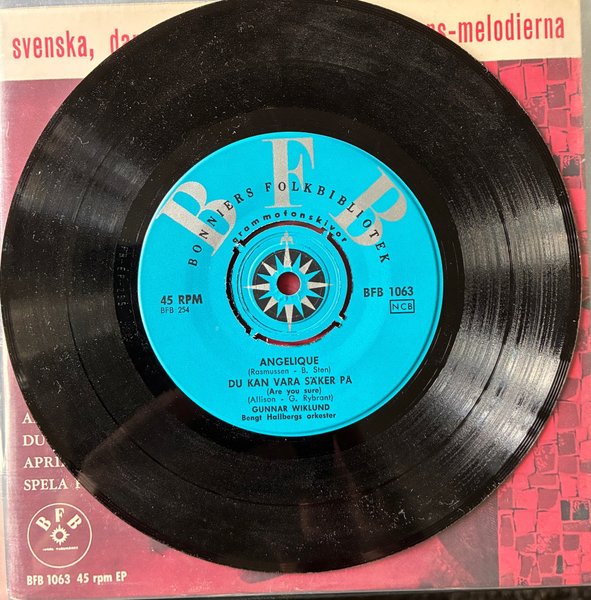 svenska, da
ns-melodierna
BFB
BONNIERS FOLKBIBLIOTEK
grammofonskivor
45 RPM
BFB 254
BFB 1063
NCB
ANGELIQUE
(Rasmussen - B. Sten)
DU KAN VARA SÄKER PÅ
(Are you sure)
(Allison - G. Rybrant)
GUNNAR WIKLUND
Bengt Hallbergs orkester
A
DU
APRI
SPELA
BFB
BFB 1063 45 rpm EP